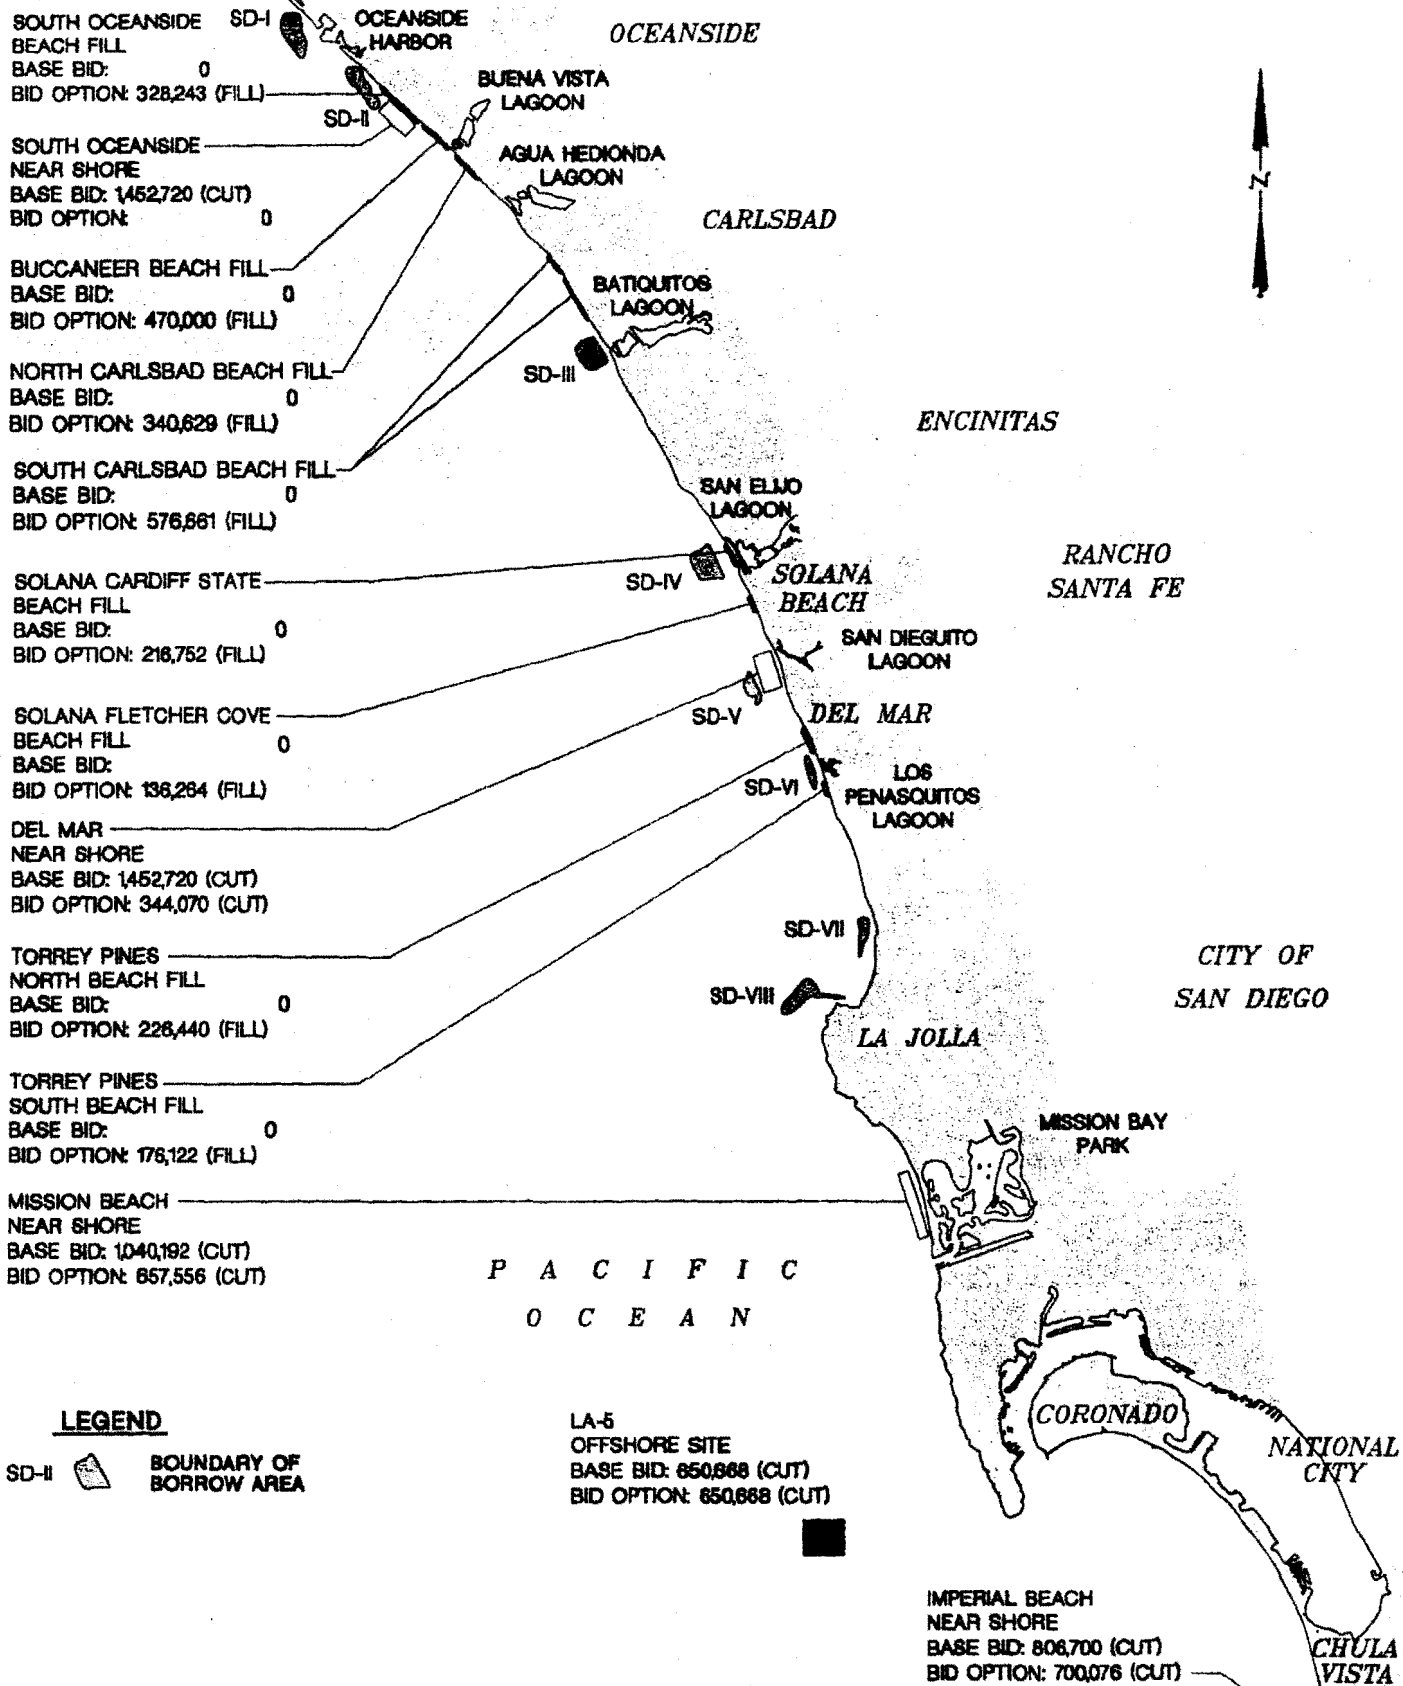 SOUTH OCEANSIDE
BEACH FILL
BASE BID: 0
BID OPTION: 328,243 (FILL)
SOUTH OCEANSIDE
NEAR SHORE
BASE BID: 1,452,720 (CUT)
BID OPTION: 0
BUCCANEER BEACH FILL
BASE BID: 0
BID OPTION: 470,000 (FILL)
NORTH CARLSBAD BEACH FILL
BASE BID: 0
BID OPTION: 340,629 (FILL)
SOUTH CARLSBAD BEACH FILL
BASE BID: 0
BID OPTION: 576,661 (FILL)
SOLANA CARDIFF STATE
BEACH FILL
BASE BID: 0
BID OPTION: 216,752 (FILL)
SOLANA FLETCHER COVE
BEACH FILL 0
BASE BID:
BID OPTION: 136,264 (FILL)
DEL MAR
NEAR SHORE
BASE BID: 1,452,720 (CUT)
BID OPTION: 344,070 (CUT)
TORREY PINES
NORTH BEACH FILL
BASE BID: 0
BID OPTION: 226,440 (FILL)
TORREY PINES
SOUTH BEACH FILL
BASE BID: 0
BID OPTION: 176,122 (FILL)
MISSION BEACH
NEAR SHORE
BASE BID: 1,040,192 (CUT)
BID OPTION: 657,556 (CUT)
SD-I
OCEANSIDE
HARBOR
OCEANSIDE
SD-II
BUENA VISTA
LAGOON
AGUA HEDIONDA
LAGOON
CARLSBAD
BATIQUITOS
LAGOON
SD-III
ENCINITAS
SAN ELIJO
LAGOON
SD-IV
SOLANA
BEACH
RANCHO
SANTA FE
SAN DIEGUITO
LAGOON
SD-V
DEL MAR
SD-VI
LOS
PENASQUITOS
LAGOON
SD-VII
SD-VIII
CITY OF
SAN DIEGO
LA JOLLA
MISSION BAY
PARK
N
PACIFIC
OCEAN
CORONADO
NATIONAL
CITY
CHULA
VISTA
LEGEND
SD-II
BOUNDARY OF
BORROW AREA
LA-5
OFFSHORE SITE
BASE BID: 650,668 (CUT)
BID OPTION: 650,668 (CUT)
IMPERIAL BEACH
NEAR SHORE
BASE BID: 806,700 (CUT)
BID OPTION: 700,076 (CUT)